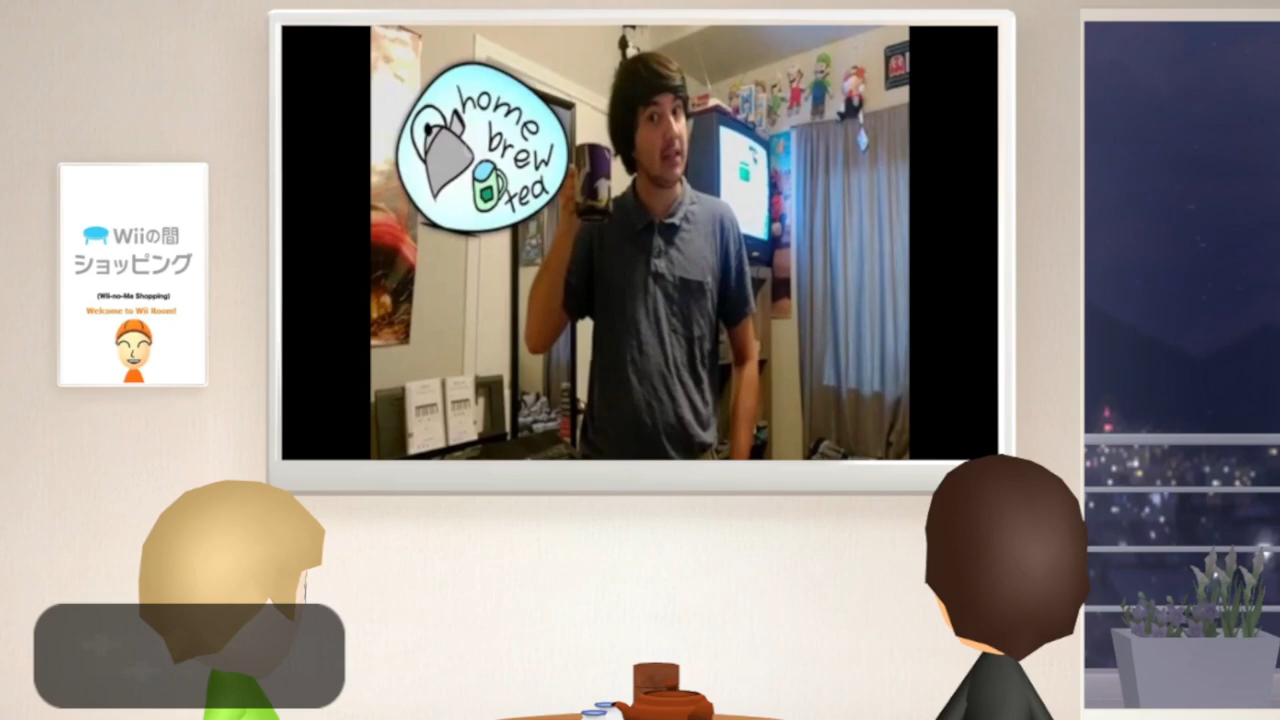 home
brew
tea
Wiiの間
ショッピング
(Wii-no-Ma Shopping)
Welcome to Wii Room!